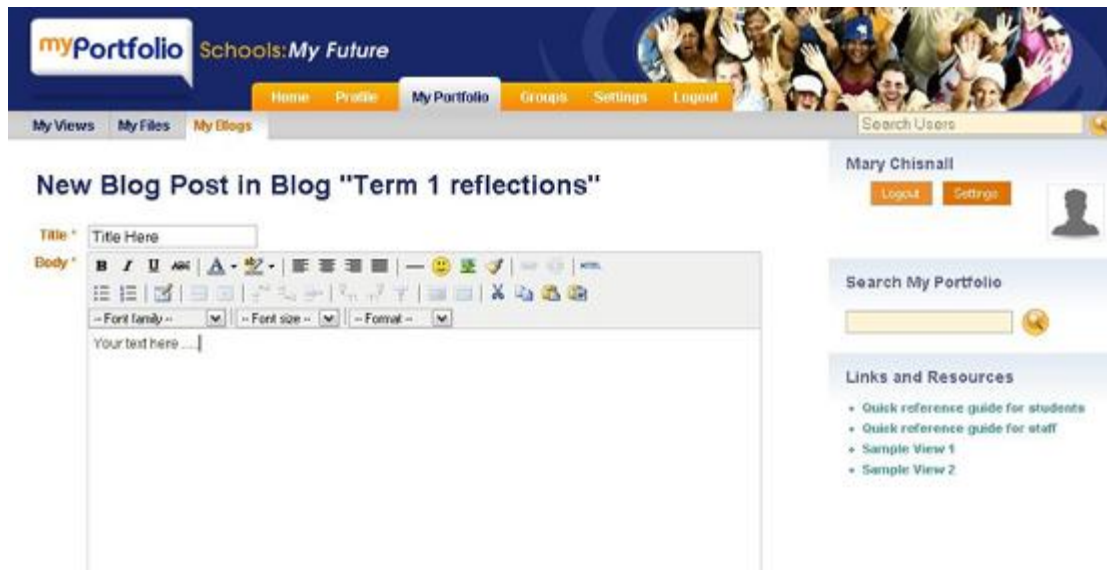 myPortfolio Schools:My Future
Home Profile My Portfolio Groups Settings Logout
My Views My Files My Blogs
Search Users
New Blog Post in Blog "Term 1 reflections"
Title *
Title Here
Body *
B I U ABC A ab HTML
-- Font family -- -- Font size -- -- Format --
Your text here .....
Mary Chisnall
Logout Settings
Search My Portfolio
Links and Resources
Quick reference guide for students
Quick reference guide for staff
Sample View 1
Sample View 2